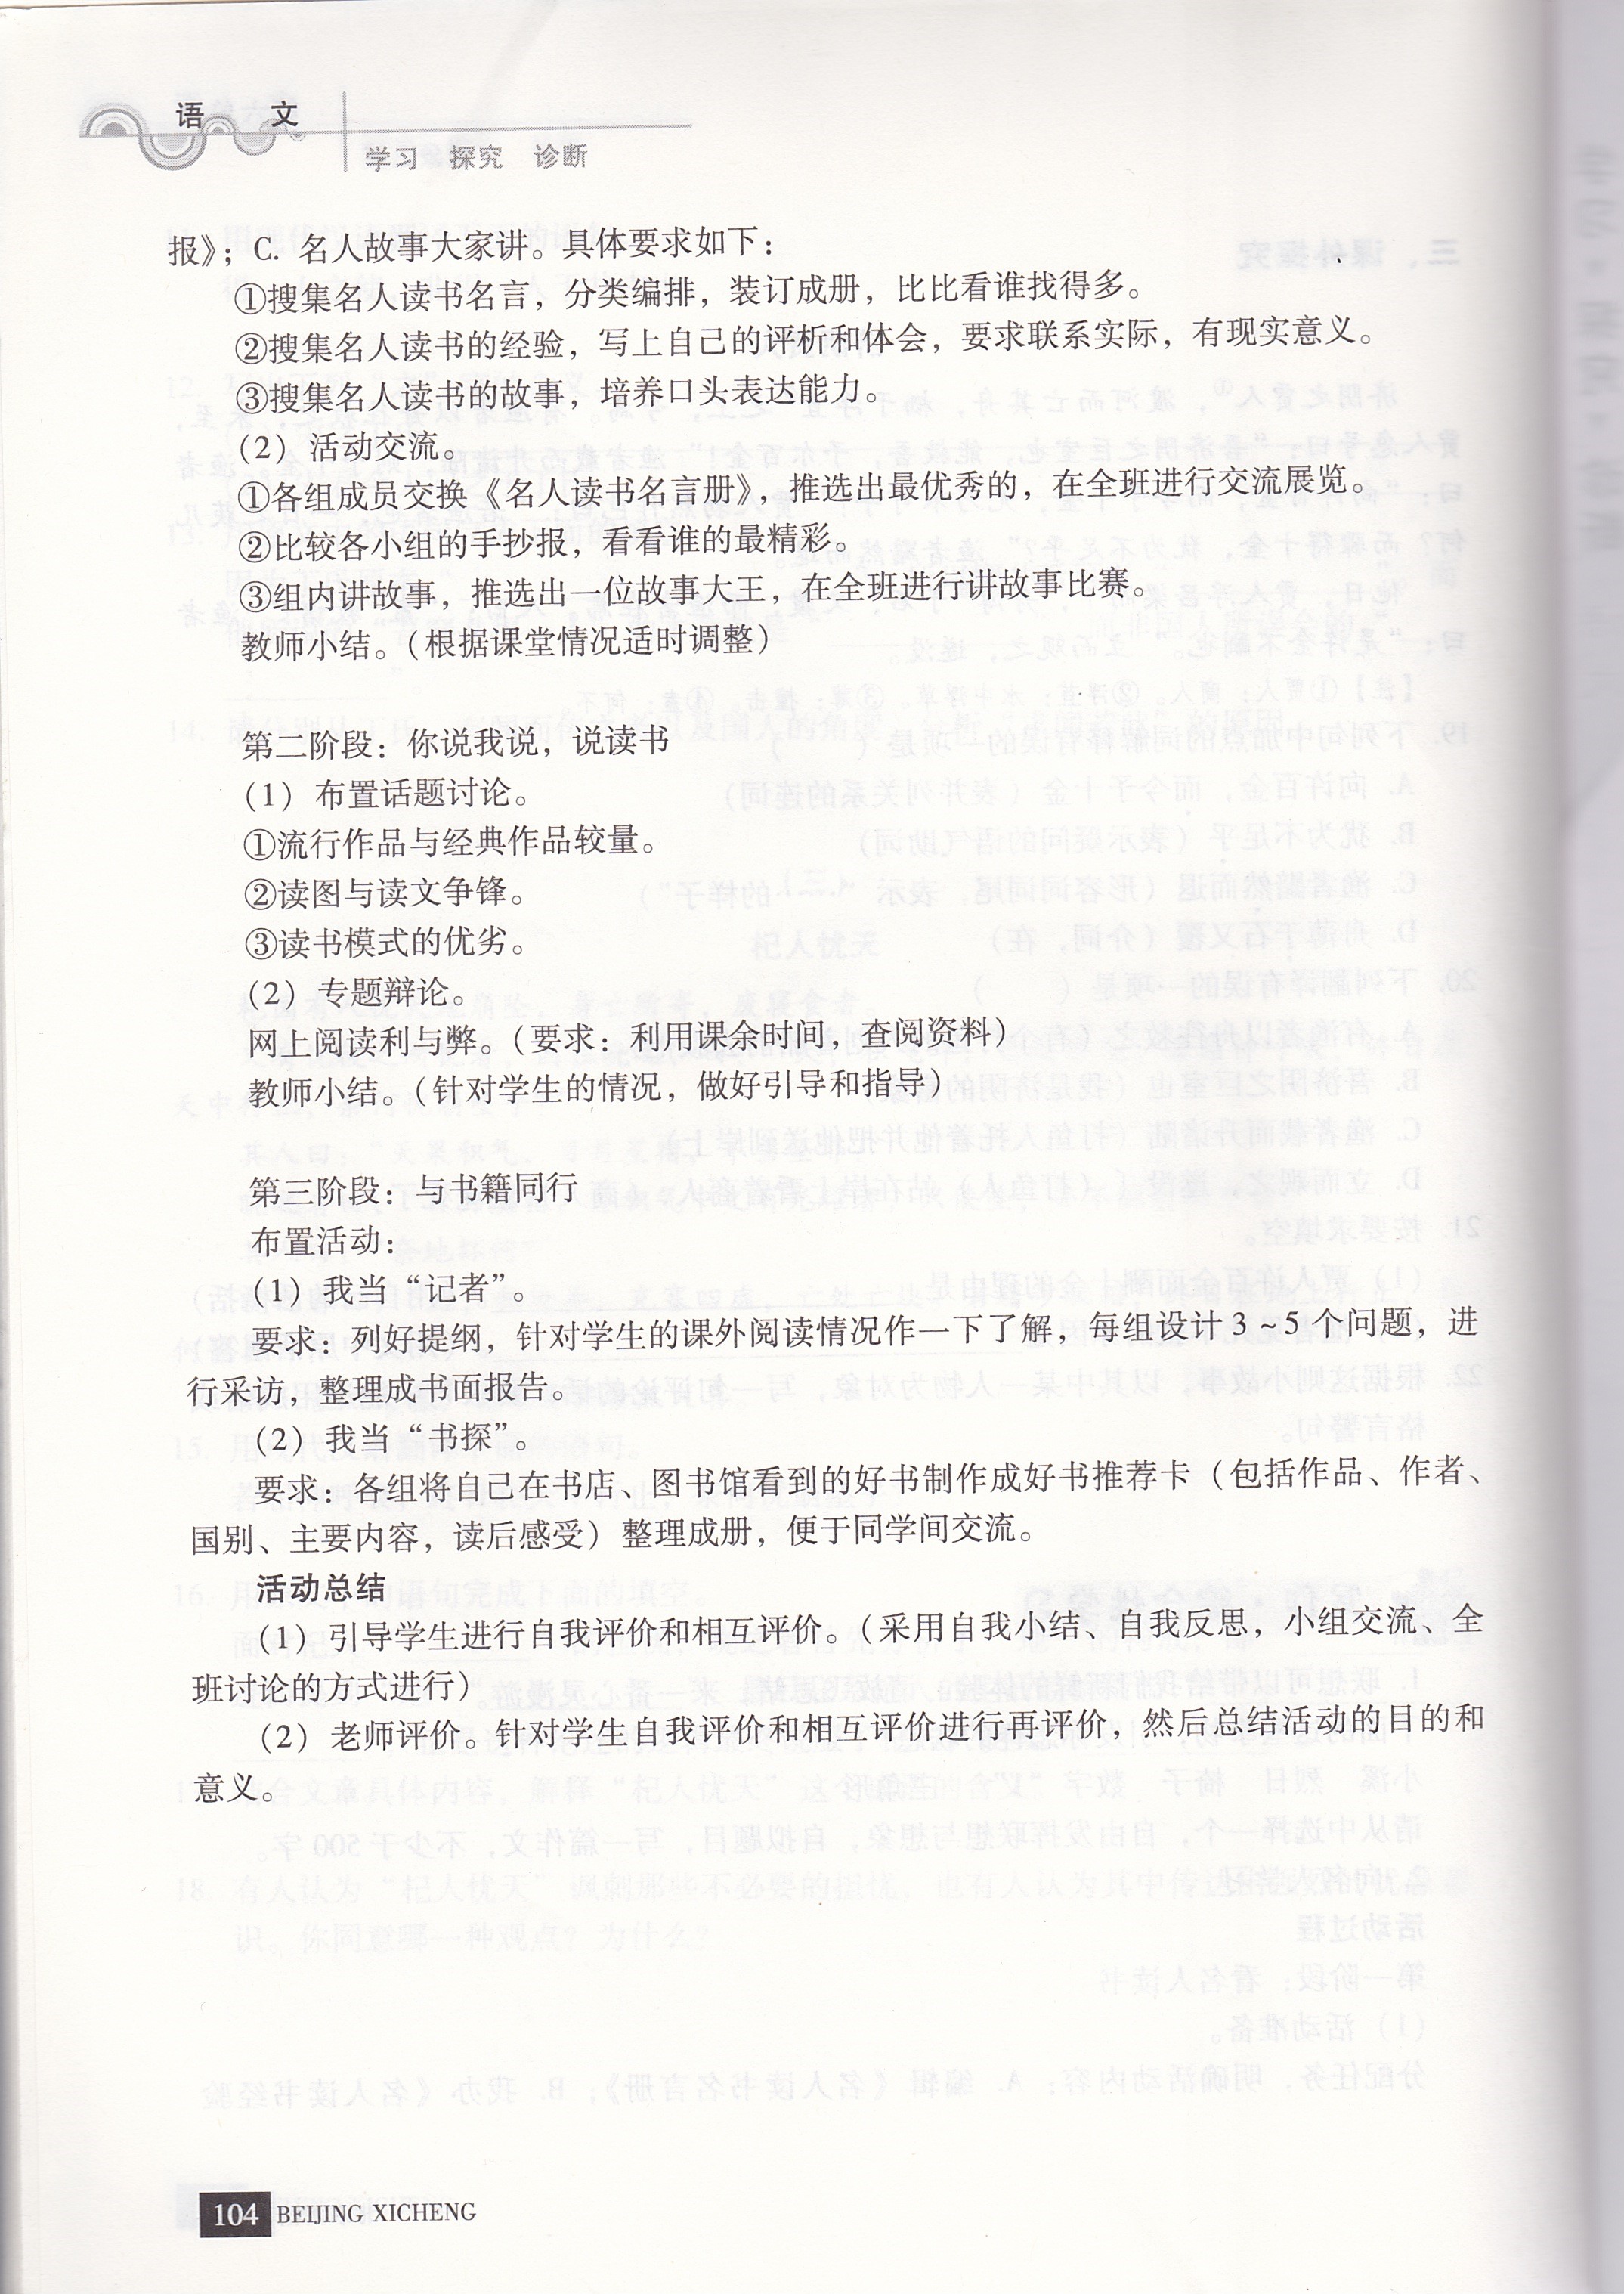 语 文
学习 探究 诊断
报》；C. 名人故事大家讲。具体要求如下：
①搜集名人读书名言，分类编排，装订成册，比比看谁找得多。
②搜集名人读书的经验，写上自己的评析和体会，要求联系实际，有现实意义。
③搜集名人读书的故事，培养口头表达能力。
（2）活动交流。
①各组成员交换《名人读书名言册》，推选出最优秀的，在全班进行交流展览。
②比较各小组的手抄报，看看谁的最精彩。
③组内讲故事，推选出一位故事大王，在全班进行讲故事比赛。
教师小结。（根据课堂情况适时调整）
第二阶段：你说我说，说读书
（1）布置话题讨论。
①流行作品与经典作品较量。
②读图与读文争锋。
③读书模式的优劣。
（2）专题辩论。
网上阅读利与弊。（要求：利用课余时间，查阅资料）
教师小结。（针对学生的情况，做好引导和指导）
第三阶段：与书籍同行
布置活动：
（1）我当“记者”。
要求：列好提纲，针对学生的课外阅读情况作一下了解，每组设计 3～5 个问题，进
行采访，整理成书面报告。
（2）我当“书探”。
要求：各组将自己在书店、图书馆看到的好书制作成好书推荐卡（包括作品、作者、
国别、主要内容，读后感受）整理成册，便于同学间交流。
活动总结
（1）引导学生进行自我评价和相互评价。（采用自我小结、自我反思，小组交流、全
班讨论的方式进行）
（2）老师评价。针对学生自我评价和相互评价进行再评价，然后总结活动的目的和
意义。
104 BEIJING XICHENG